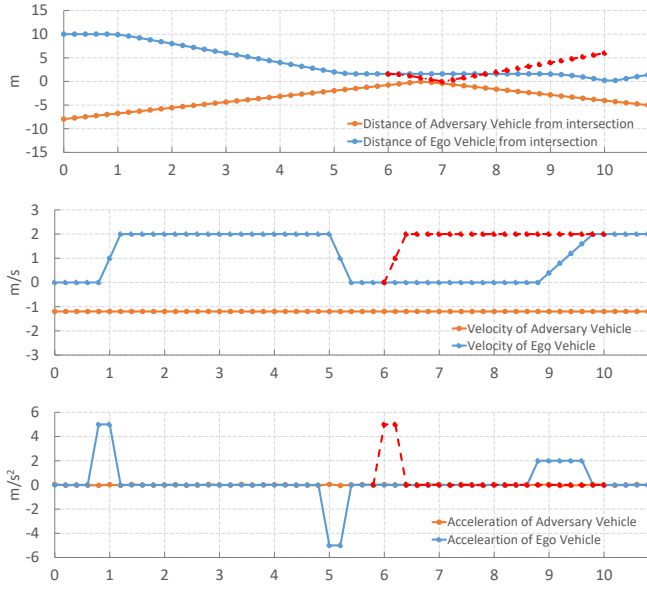 15
10
5
0
-5
-10
-15
m
Distance of Adversary Vehicle from intersection
Distance of Ego Vehicle from intersection
0 1 2 3 4 5 6 7 8 9 10
3
2
1
0
-1
-2
-3
m/s
Velocity of Adversary Vehicle
Velocity of Ego Vehicle
0 1 2 3 4 5 6 7 8 9 10
6
4
2
0
-2
-4
-6
m/s²
Acceleration of Adversary Vehicle
Acceleartion of Ego Vehicle
0 1 2 3 4 5 6 7 8 9 10